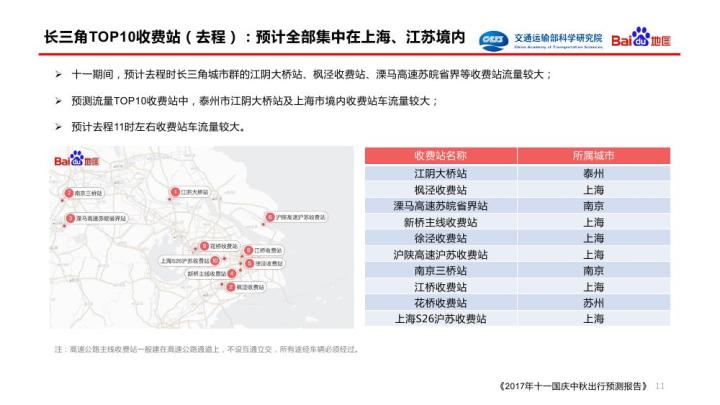 长三角TOP10收费站（去程）：预计全部集中在上海、江苏境内
交通运输部科学研究院
China Academy of Transportation Sciences
Bai du 地图
十一期间，预计去程时长三角城市群的江阴大桥站、枫泾收费站、溧马高速苏皖省界等收费站流量较大；
预测流量TOP10收费站中，泰州市江阴大桥站及上海市境内收费站车流量较大；
预计去程11时左右收费站车流量较大。
Bai du 地图
1 江阴大桥站
南京三桥站
3 溧马高速苏皖省界站
6 沪陕高速沪苏收费站
9 花桥收费站
8 江桥收费站
上海S26沪苏收费站 10
5 徐泾收费站
新桥主线收费站 4
2 枫泾收费站
收费站名称 所属城市
江阴大桥站 泰州
枫泾收费站 上海
溧马高速苏皖省界站 南京
新桥主线收费站 上海
徐泾收费站 上海
沪陕高速沪苏收费站 上海
南京三桥站 南京
江桥收费站 上海
花桥收费站 苏州
上海S26沪苏收费站 上海
注：高速公路主线收费站一般建在高速公路通道上，不设互通立交，所有途经车辆必须经过。
《2017年十一国庆中秋出行预测报告》 11